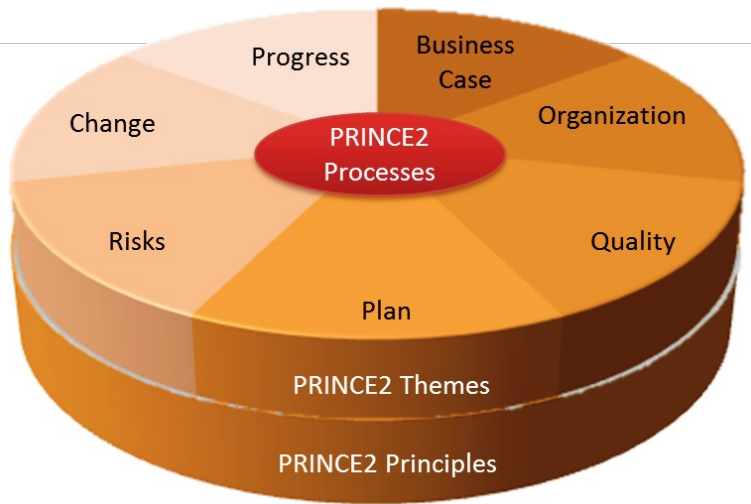 Progress
Business
Case
Organization
Change
PRINCE2
Processes
Risks
Quality
Plan
PRINCE2 Themes
PRINCE2 Principles